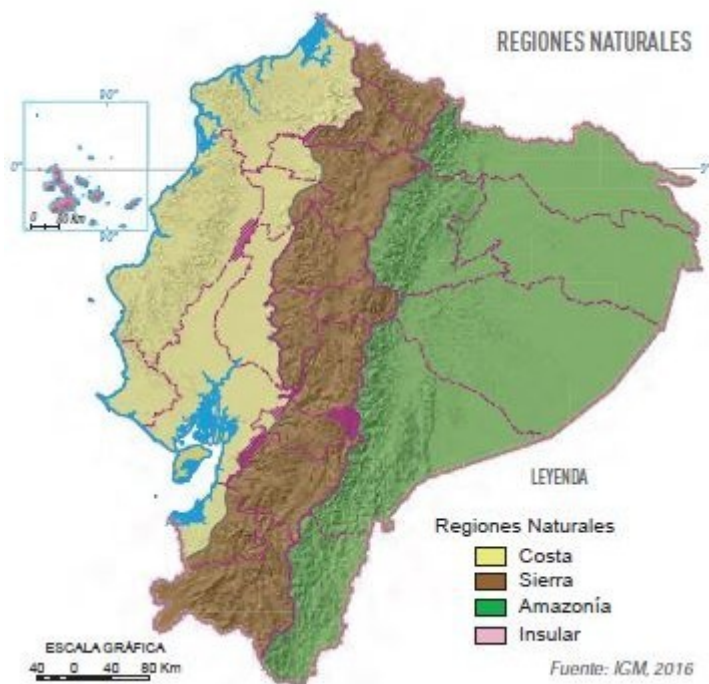 REGIONES NATURALES
90°
0°
0°
0 80 Km
90°
LEYENDA
Regiones Naturales
Costa
Sierra
Amazonía
Insular
ESCALA GRÁFICA
40 0 40 80 Km
Fuente: IGM, 2016